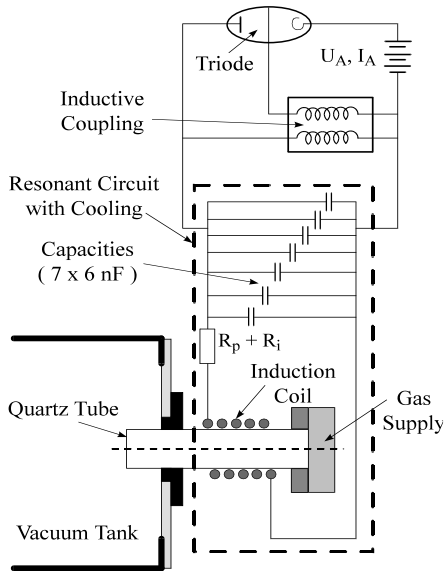 Triode
U_A, I_A
Inductive
Coupling
Resonant Circuit
with Cooling
Capacities
( 7 x 6 nF )
R_p + R_i
Induction
Coil
Quartz Tube
Gas
Supply
Vacuum Tank